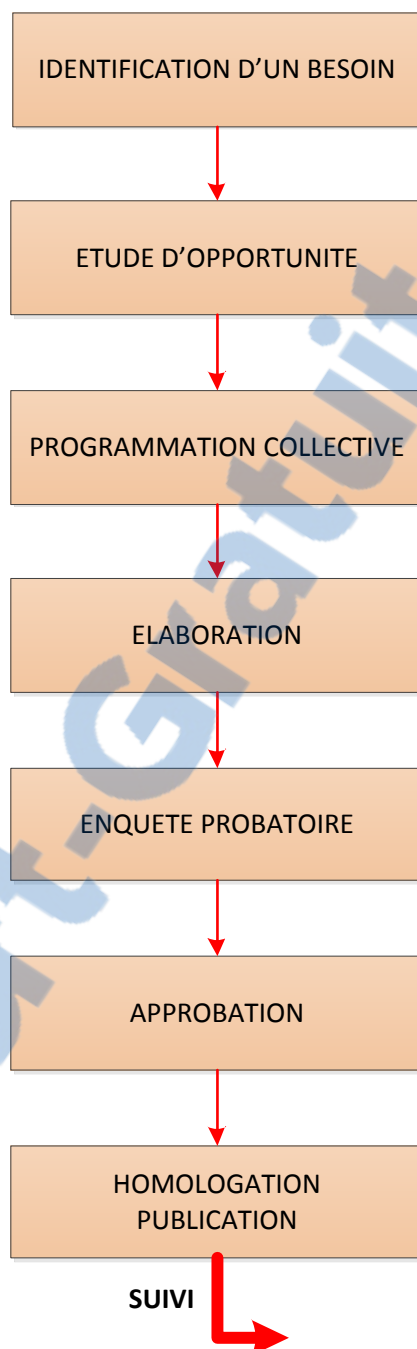 IDENTIFICATION D’UN BESOIN
ETUDE D’OPPORTUNITE
PROGRAMMATION COLLECTIVE
ELABORATION
ENQUETE PROBATOIRE
APPROBATION
HOMOLOGATION
PUBLICATION
SUIVI